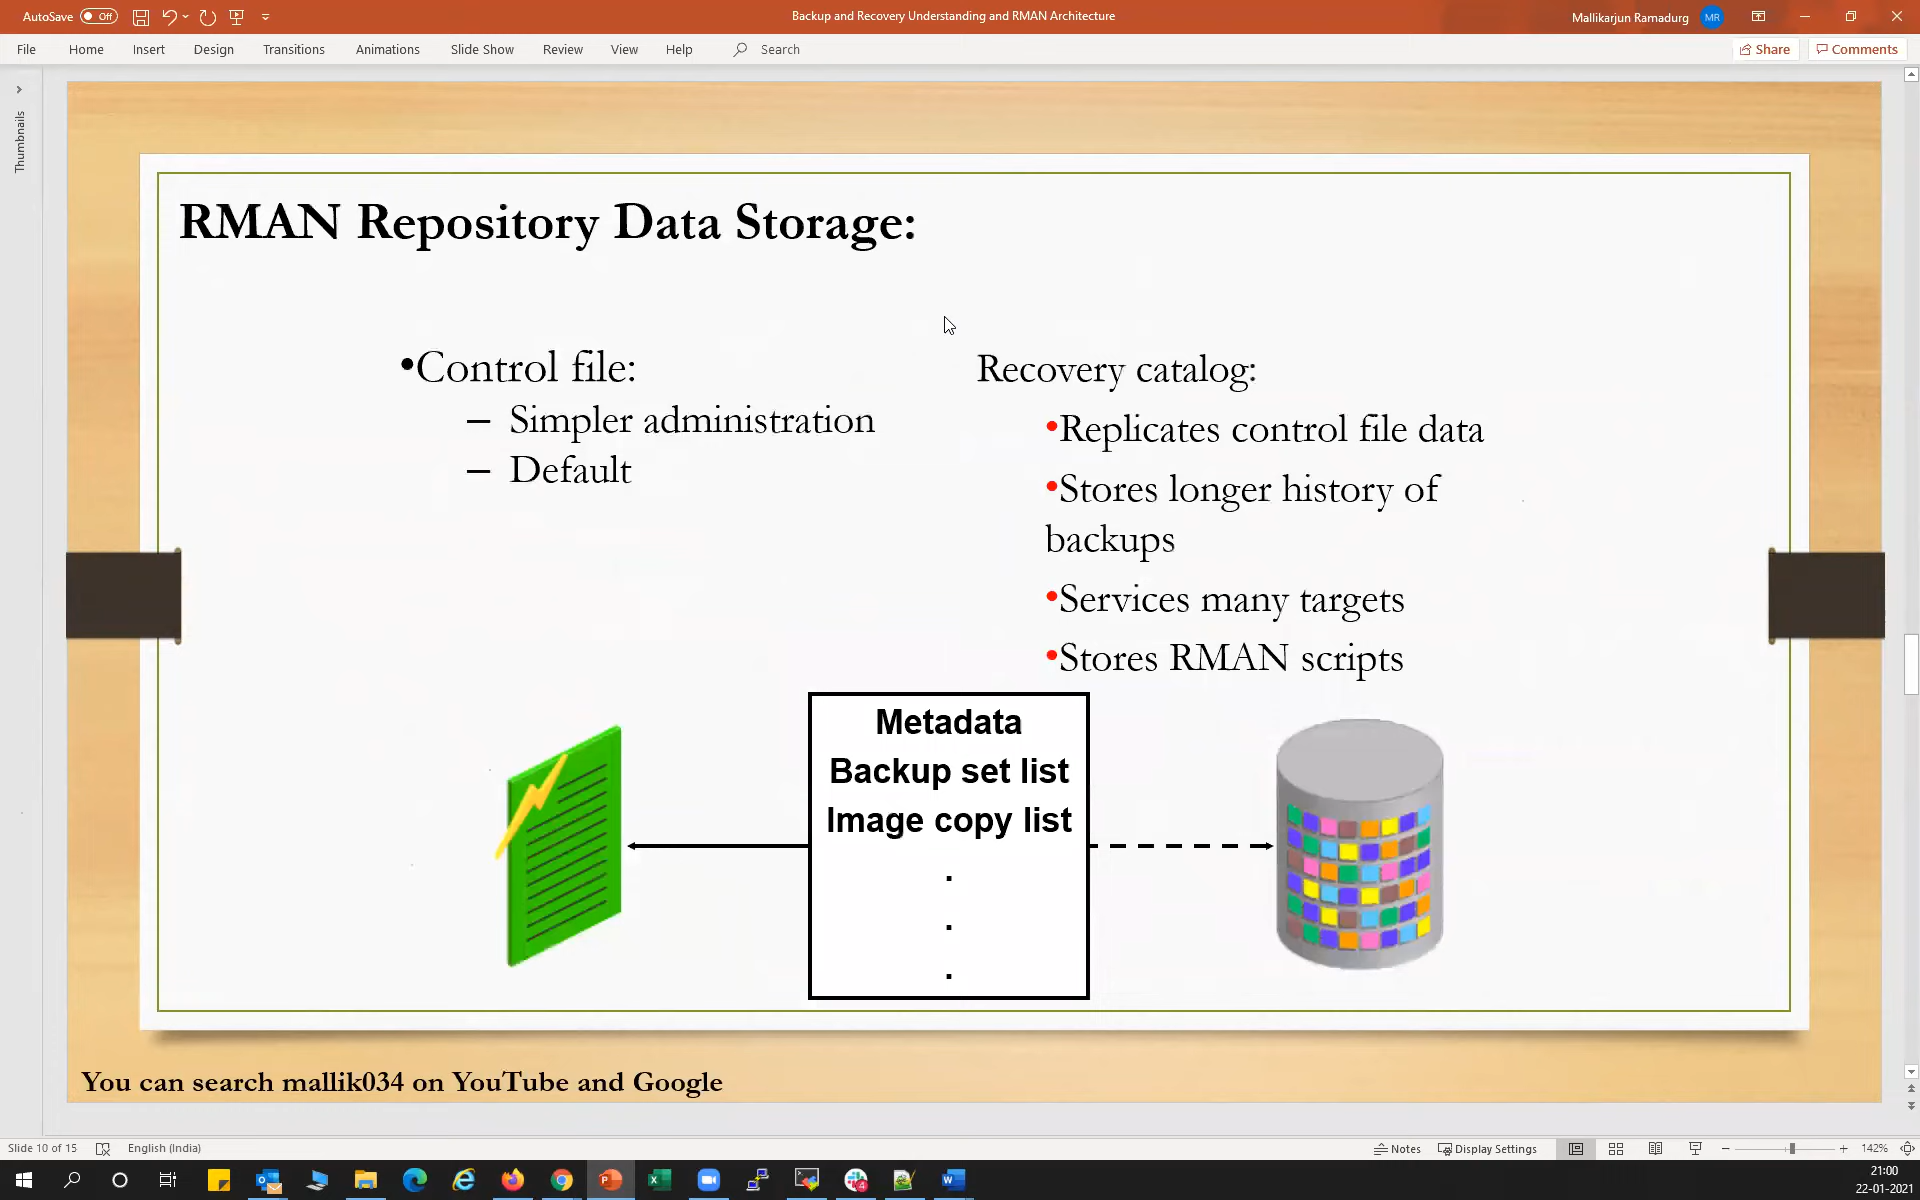 AutoSave Off
Backup and Recovery Understanding and RMAN Architecture
Mallikarjun Ramadurg MR
File Home Insert Design Transitions Animations Slide Show Review View Help Search
Share Comments
Thumbnails
RMAN Repository Data Storage:
•Control file:
– Simpler administration
– Default
Recovery catalog:
•Replicates control file data
•Stores longer history of
backups
•Services many targets
•Stores RMAN scripts
Metadata
Backup set list
Image copy list
.
.
.
You can search mallik034 on YouTube and Google
Slide 10 of 15 English (India)
Notes Display Settings 142%
21:00
22-01-2021